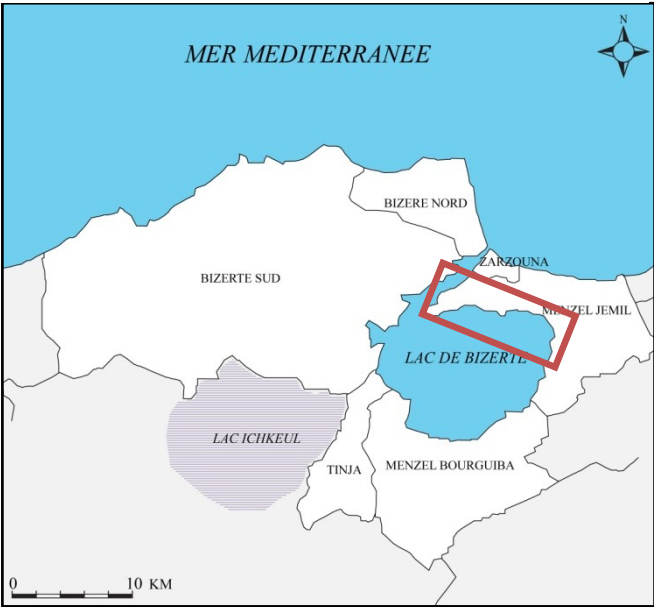 N
MER MEDITERRANEE
BIZERE NORD
ZARZOUNA
BIZERTE SUD
MENZEL JEMIL
LAC DE BIZERTE
LAC ICHKEUL
TINJA
MENZEL BOURGUIBA
0 10 KM